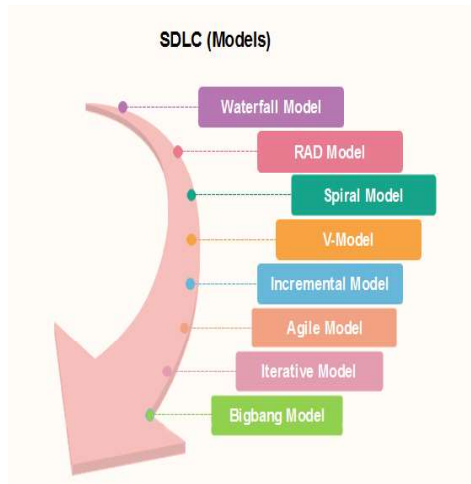 SDLC (Models)
Waterfall Model
RAD Model
Spiral Model
V-Model
Incremental Model
Agile Model
Iterative Model
Bigbang Model